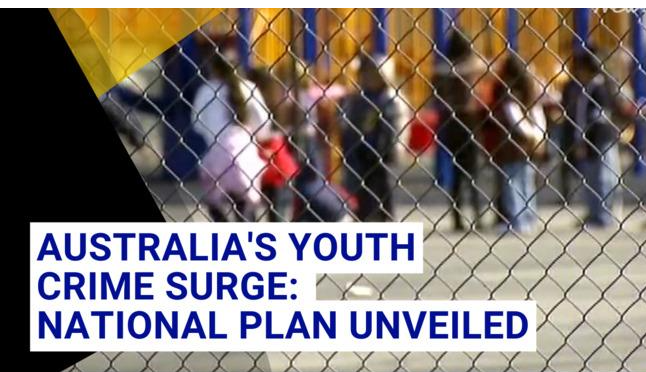 AUSTRALIA'S YOUTH
CRIME SURGE:
NATIONAL PLAN UNVEILED